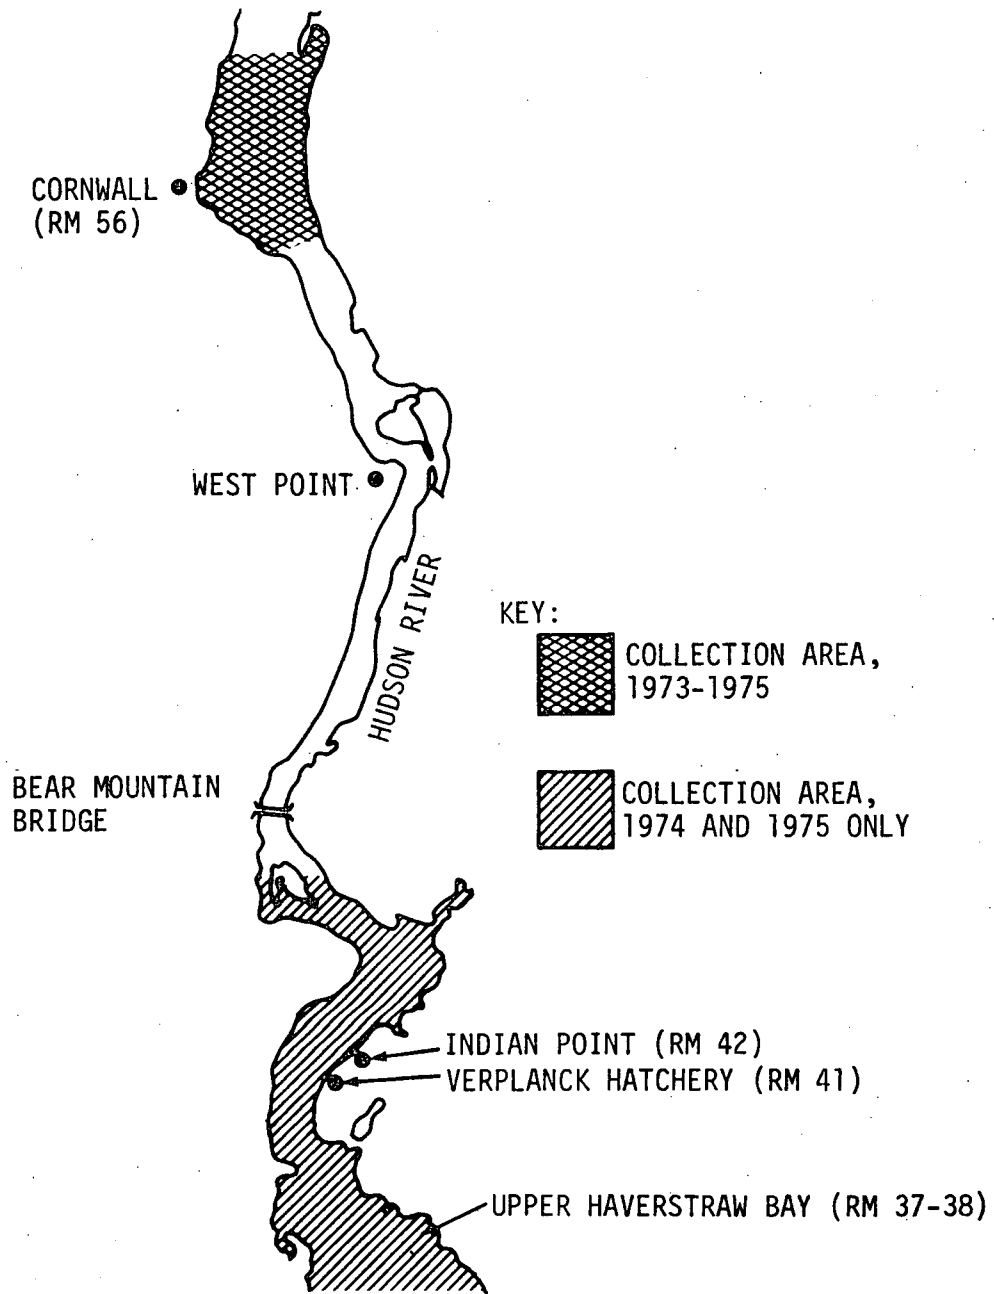 CORNWALL
(RM 56)
WEST POINT
HUDSON RIVER
KEY:
COLLECTION AREA,
1973-1975
BEAR MOUNTAIN
BRIDGE
COLLECTION AREA,
1974 AND 1975 ONLY
INDIAN POINT (RM 42)
VERPLANCK HATCHERY (RM 41)
UPPER HAVERSTRAW BAY (RM 37-38)